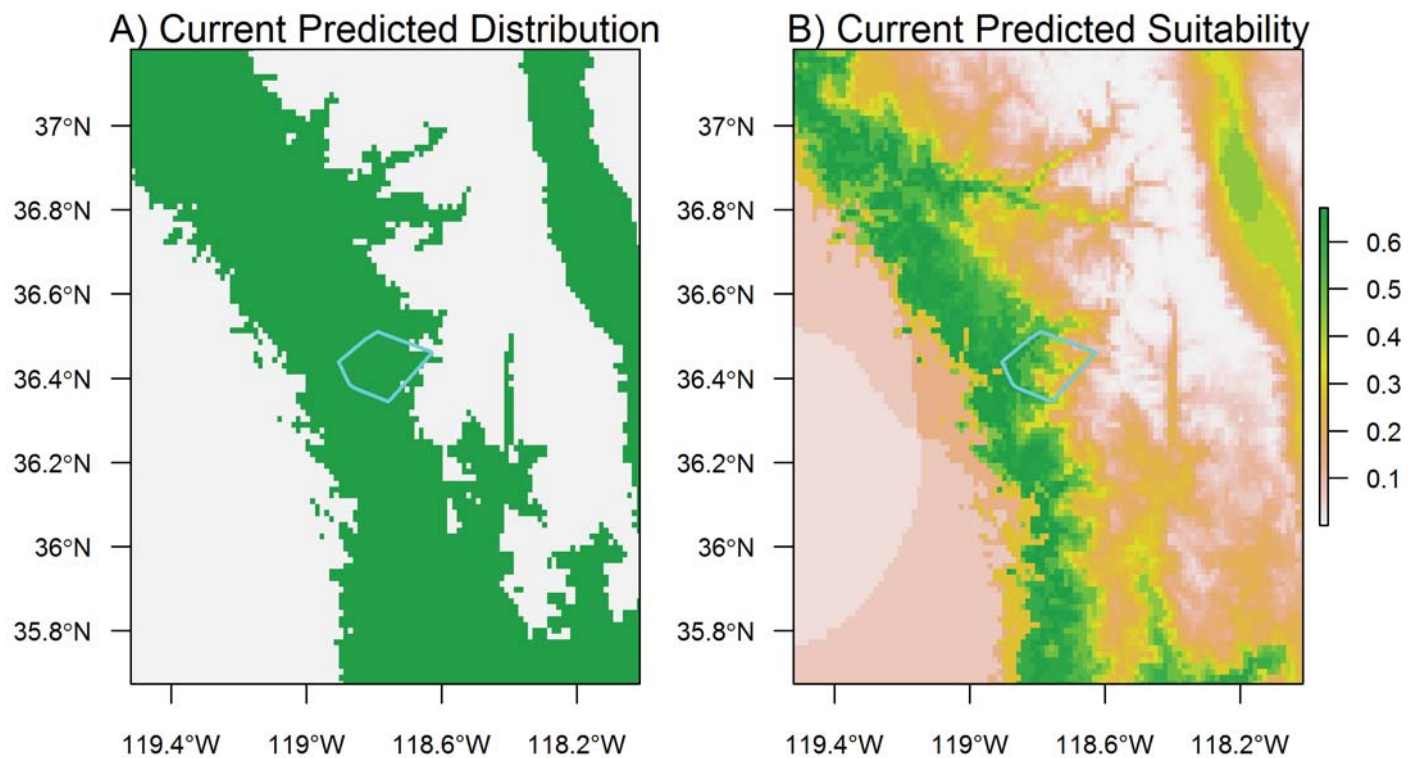 A) Current Predicted Distribution
37°N
36.8°N
36.6°N
36.4°N
36.2°N
36°N
35.8°N
119.4°W 119°W 118.6°W 118.2°W
B) Current Predicted Suitability
37°N
36.8°N
36.6°N
36.4°N
36.2°N
36°N
35.8°N
119.4°W 119°W 118.6°W 118.2°W
0.6
0.5
0.4
0.3
0.2
0.1